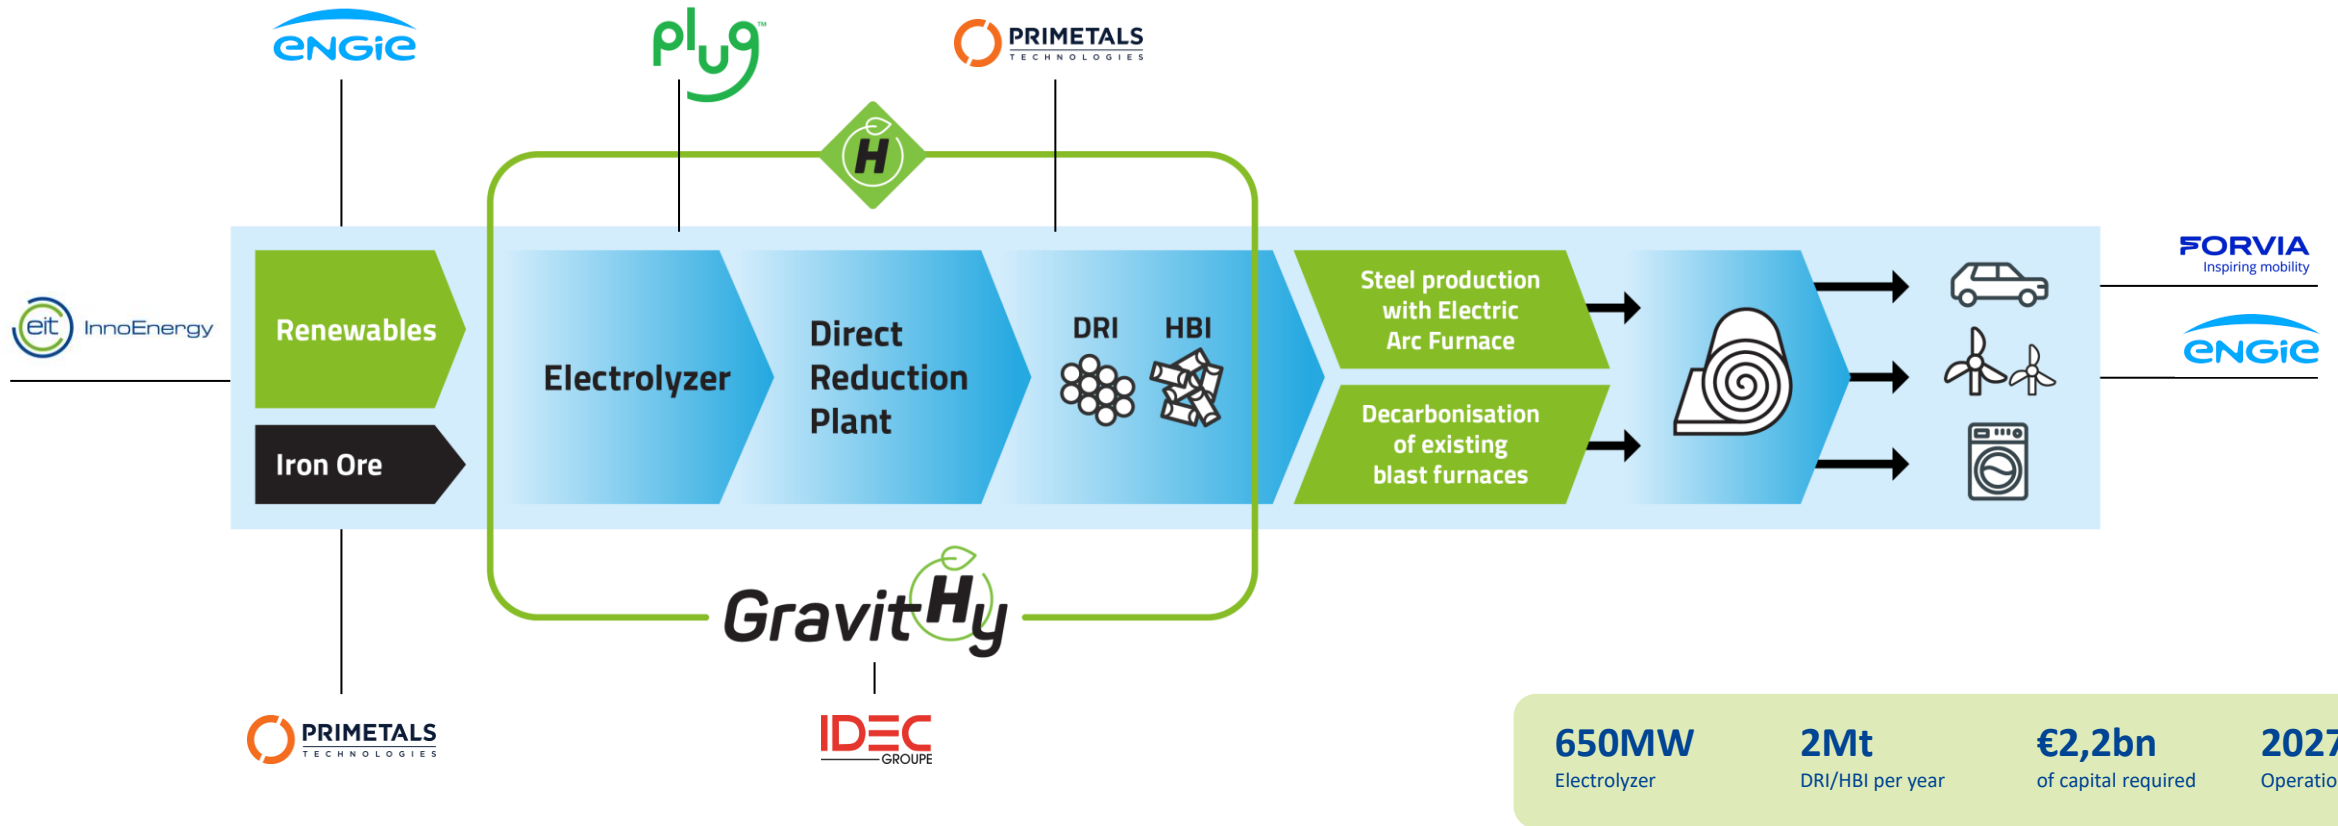 ENGIE
plug™
PRIMETALS
TECHNOLOGIES
H
FORVIA
Inspiring mobility
eit InnoEnergy
Renewables
Iron Ore
Electrolyzer
Direct
Reduction
Plant
DRI HBI
Steel production
with Electric
Arc Furnace
Decarbonisation
of existing
blast furnaces
ENGIE
GravitHy
PRIMETALS
TECHNOLOGIES
IDEC
GROUPE
650MW
Electrolyzer
2Mt
DRI/HBI per year
€2,2bn
of capital required
2027